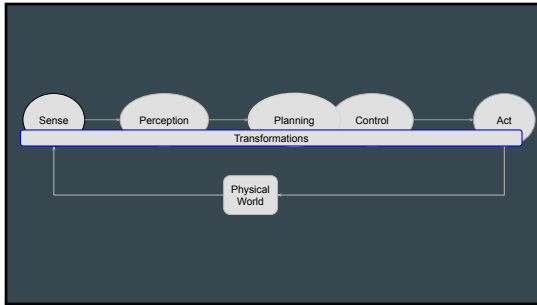 Sense
Perception
Planning
Control
Act
Transformations
Physical
World